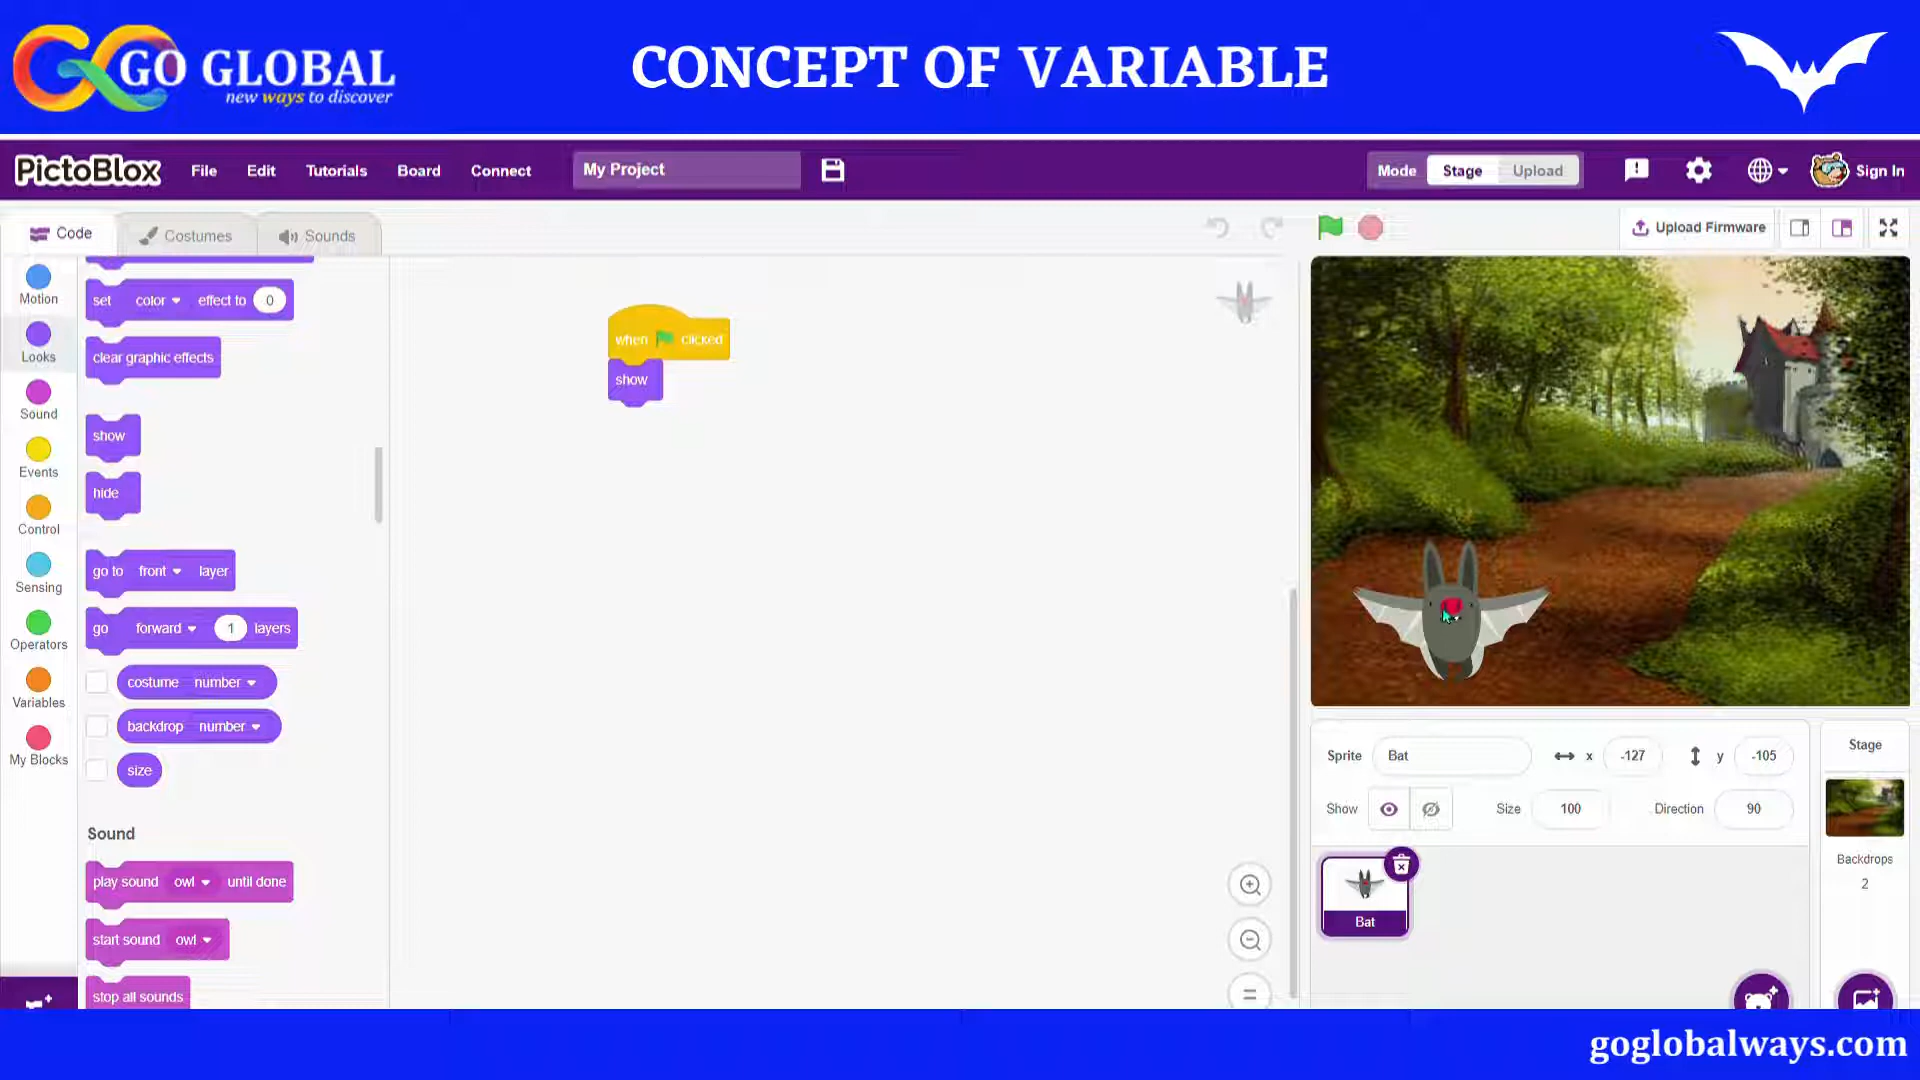 GO GLOBAL
new ways to discover
CONCEPT OF VARIABLE
PictoBlox File Edit Tutorials Board Connect My Project Mode Stage Upload Sign In
Code Costumes Sounds Upload Firmware
Motion
Looks
Sound
Events
Control
Sensing
Operators
Variables
My Blocks
set color effect to 0
clear graphic effects
show
hide
go to front layer
go forward 1 layers
costume number
backdrop number
size
Sound
play sound owl until done
start sound owl
stop all sounds
when clicked
show
Sprite Bat x -127 y -105
Show Size 100 Direction 90
Bat
Stage
Backdrops
2
goglobalways.com